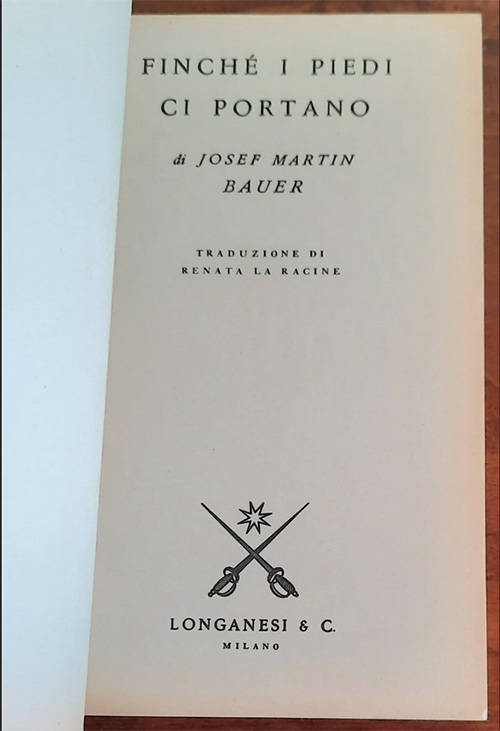 FINCHÉ I PIEDI
CI PORTANO
di JOSEF MARTIN
BAUER
TRADUZIONE DI
RENATA LA RACINE
LONGANESI & C.
MILANO